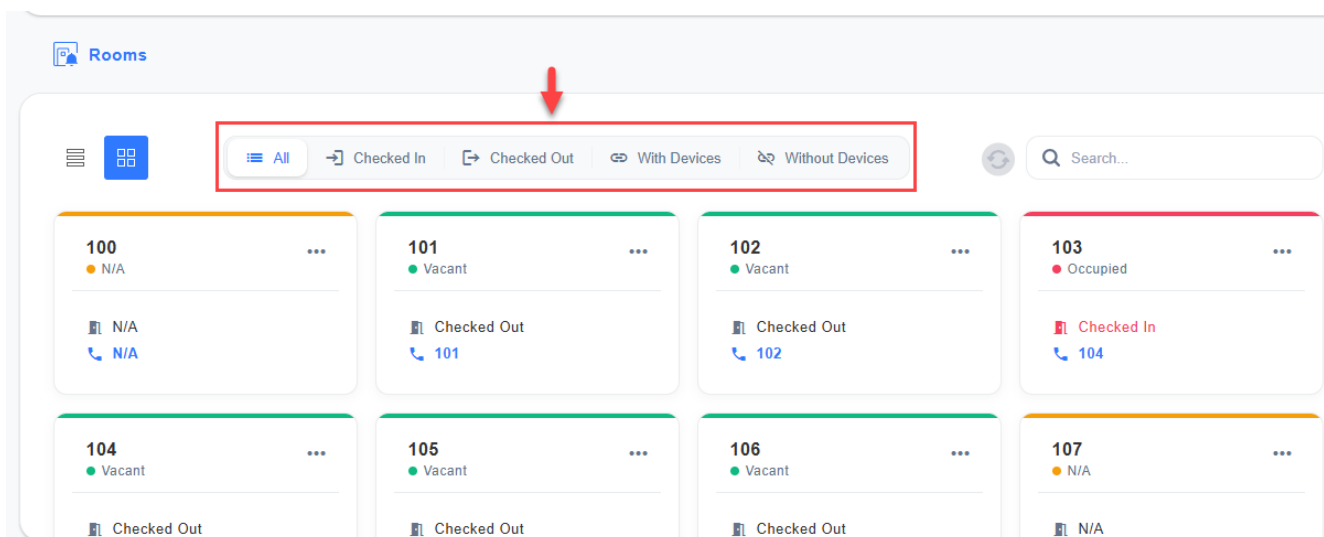 Rooms
All Checked In Checked Out With Devices Without Devices Search...
100 ••• 101 ••• 102 ••• 103 •••
N/A Vacant Vacant Occupied
N/A Checked Out Checked Out Checked In
N/A 101 102 104
104 ••• 105 ••• 106 ••• 107 •••
Vacant Vacant Vacant N/A
Checked Out Checked Out Checked Out N/A